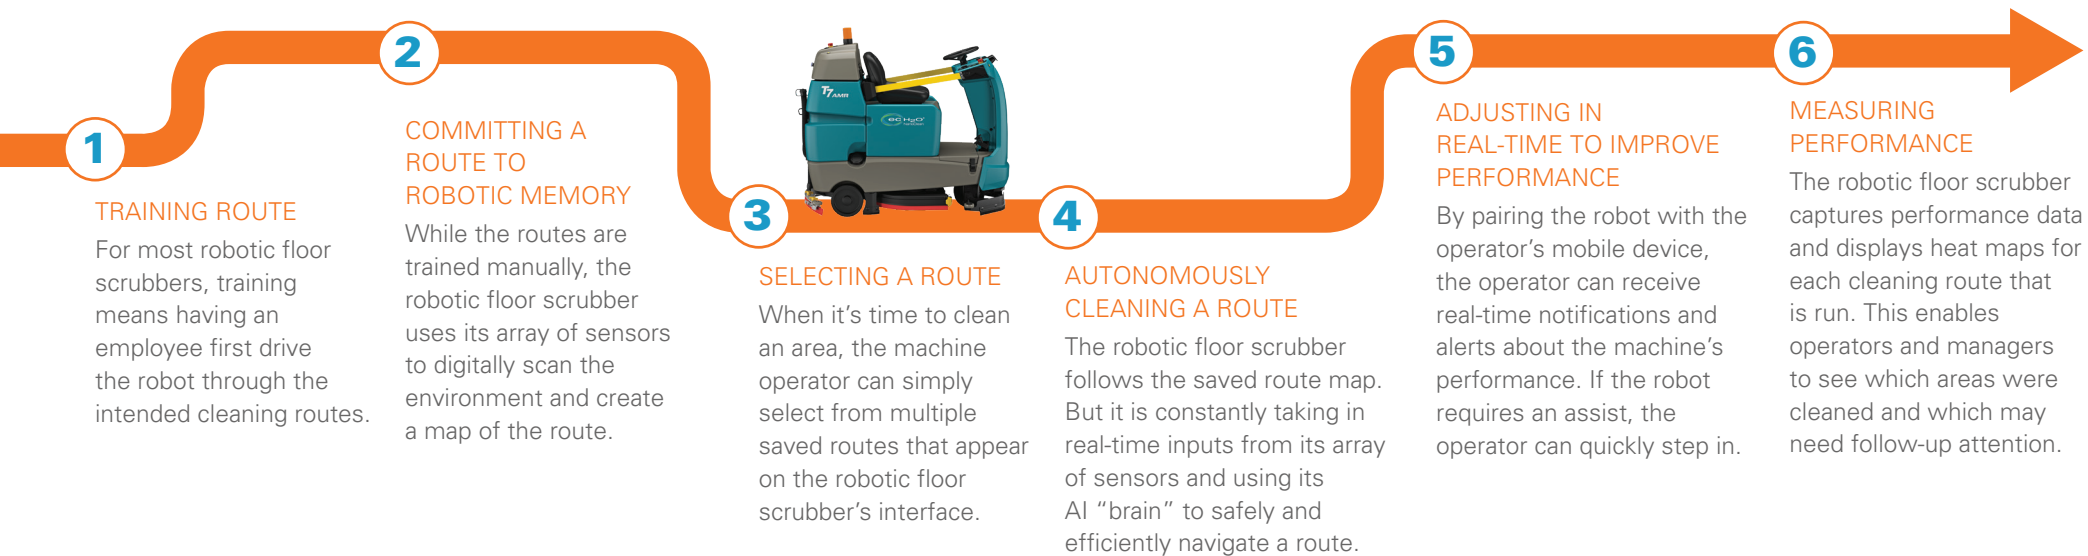 1
TRAINING ROUTE
For most robotic floor
scrubbers, training
means having an
employee first drive
the robot through the
intended cleaning routes.
2
COMMITTING A
ROUTE TO
ROBOTIC MEMORY
While the routes are
trained manually, the
robotic floor scrubber
uses its array of sensors
to digitally scan the
environment and create
a map of the route.
T7AMR
ec H2O
NanoClean
3
SELECTING A ROUTE
When it’s time to clean
an area, the machine
operator can simply
select from multiple
saved routes that appear
on the robotic floor
scrubber’s interface.
4
AUTONOMOUSLY
CLEANING A ROUTE
The robotic floor scrubber
follows the saved route map.
But it is constantly taking in
real-time inputs from its array
of sensors and using its
AI “brain” to safely and
efficiently navigate a route.
5
ADJUSTING IN
REAL-TIME TO IMPROVE
PERFORMANCE
By pairing the robot with the
operator’s mobile device,
the operator can receive
real-time notifications and
alerts about the machine’s
performance. If the robot
requires an assist, the
operator can quickly step in.
6
MEASURING
PERFORMANCE
The robotic floor scrubber
captures performance data
and displays heat maps for
each cleaning route that
is run. This enables
operators and managers
to see which areas were
cleaned and which may
need follow-up attention.